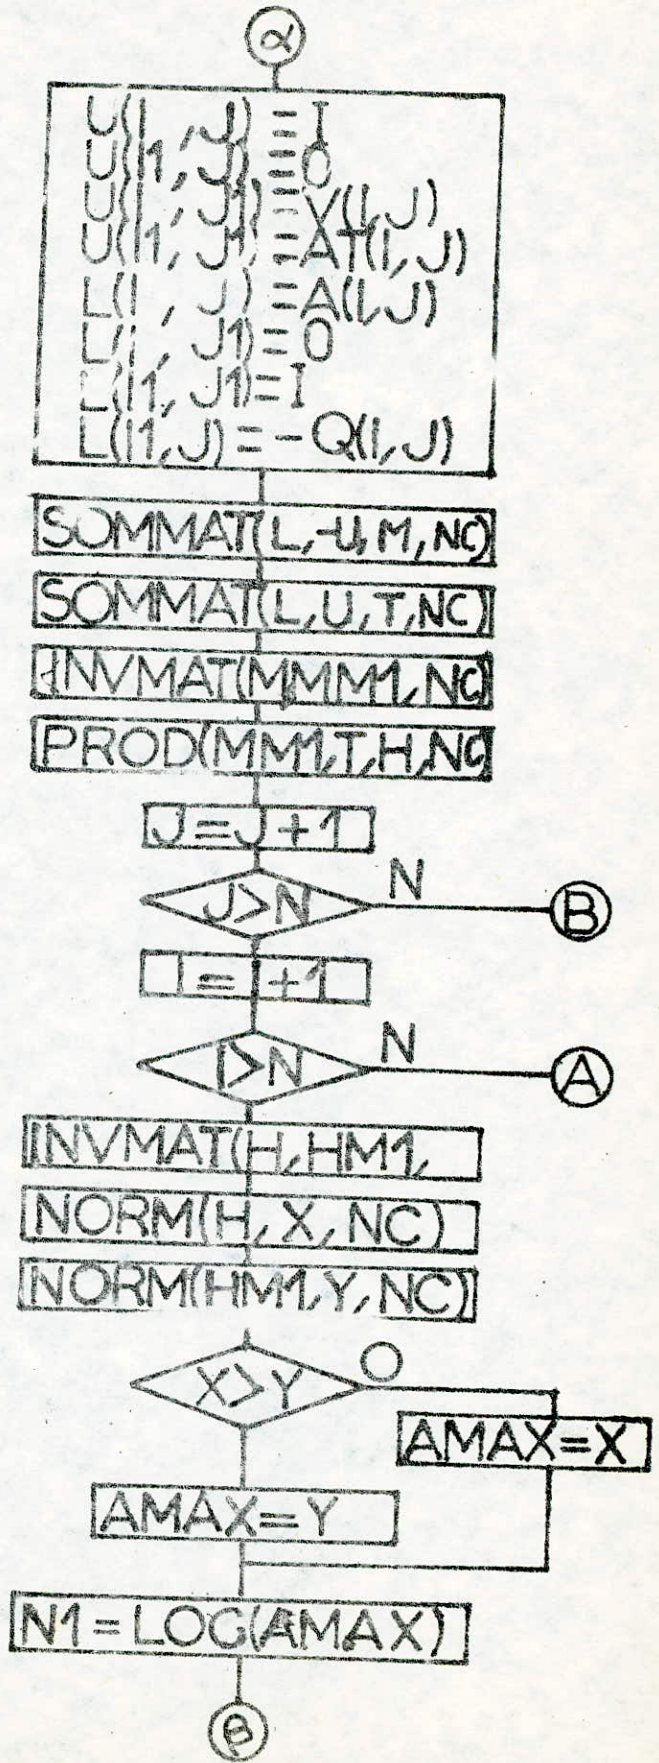 α
U(I , J) = I
U(I1, J) = 0
U(I , J1) = V(I, J)
U(I1, J1) = AT(I, J)
L(I , J ) = A(I, J)
L(I , J1) = 0
L(I1, J1) = I
L(I1, J) = - Q(I, J)
SOMMAT(L,-U,M,NC)
SOMMAT(L,U,T,NC)
INVMAT(M,MM1,NC)
PROD(MM1,T,H,NC
J=J+1
J>N N B
I=I+1
I>N N A
INVMAT(H,HM1,
NORM(H,X,NC)
NORM(HM1,Y,NC)
X>Y O
AMAX=X
AMAX=Y
N1=LOG(AMAX)
β